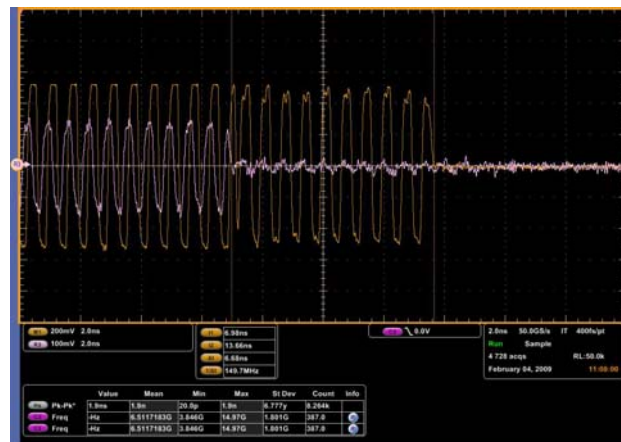 200mV 2.0ns
100mV 2.0ns
6.98ns
13.66ns
6.68ns
149.7MHz
0.0V
2.0ns 50.0GS/s IT 400fs/pt
Run Sample
4 728 acqs RL:50.0k
February 04, 2009 11:00:00
Value Mean Min Max St Dev Count Info
Pk-Pk* 1.9ns 1.9n 20.0p 1.9n 6.777y 8.264k
Freq -Hz 6.5117183G 3.846G 14.97G 1.801G 387.0
Freq -Hz 6.5117183G 3.846G 14.97G 1.801G 387.0